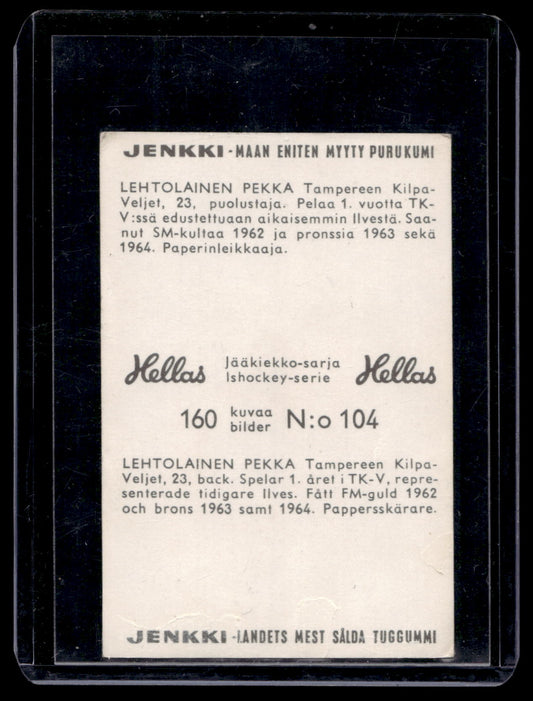 JENKKI - MAAN ENITEN MYYTY PURUKUMI
LEHTOLAINEN PEKKA Tampereen Kilpa-
Veljet, 23, puolustaja. Pelaa 1. vuotta TK-
V:ssä edustettuaan aikaisemmin Ilvestä. Saa-
nut SM-kultaa 1962 ja pronssia 1963 sekä
1964. Paperinleikkaaja.
Hellas Jääkiekko-sarja Hellas
Ishockey-serie
160 kuvaa N:o 104
bilder
LEHTOLAINEN PEKKA Tampereen Kilpa-
Veljet, 23, back. Spelar 1. året i TK-V, repre-
senterade tidigare Ilves. Fått FM-guld 1962
och brons 1963 samt 1964. Pappersskärare.
JENKKI - LANDETS MEST SÅLDA TUGGUMMI